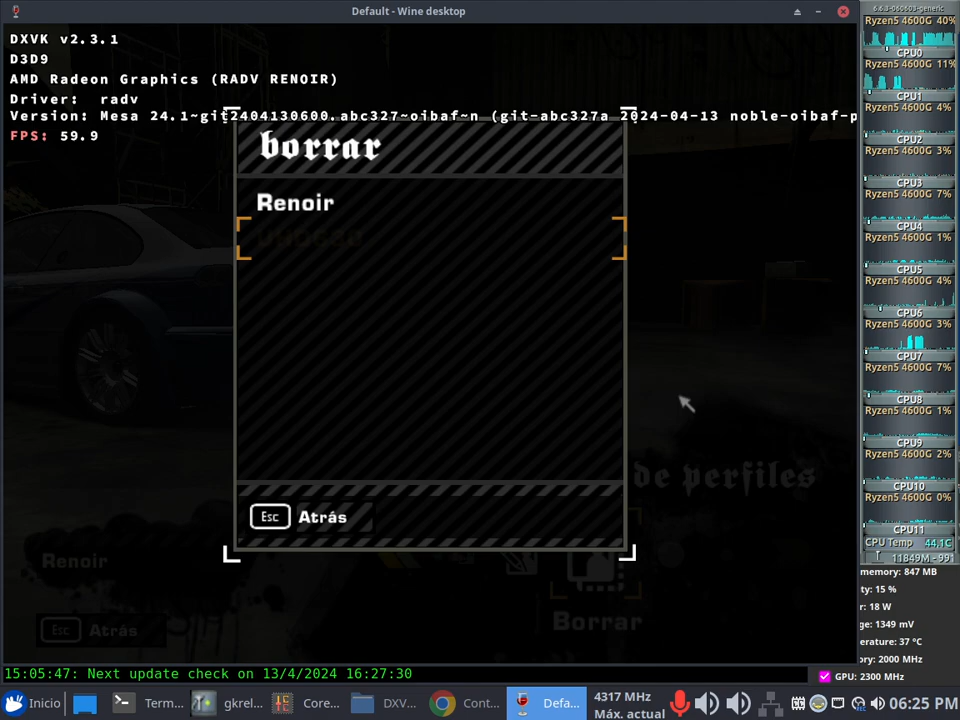 Default - Wine desktop
DXVK v2.3.1
D3D9
AMD Radeon Graphics (RADV RENOIR)
Driver: radv
Version: Mesa 24.1~git2404130600.abc327~oibaf~n (git-abc327a 2024-04-13 noble-oibaf-p
FPS: 59.9
borrar
Renoir
Esc Atrás
de perfiles
Renoir
Esc Atrás
Borrar
15:05:47: Next update check on 13/4/2024 16:27:30
6.6.3-060603-generic
Ryzen5 4600G 40%
CPU0
Ryzen5 4600G 11%
CPU1
Ryzen5 4600G 4%
CPU2
Ryzen5 4600G 3%
CPU3
Ryzen5 4600G 7%
CPU4
Ryzen5 4600G 1%
CPU5
Ryzen5 4600G 4%
CPU6
Ryzen5 4600G 3%
CPU7
Ryzen5 4600G 7%
CPU8
Ryzen5 4600G 1%
CPU9
Ryzen5 4600G 2%
CPU10
Ryzen5 4600G 0%
CPU11
CPU Temp 44.1C
11849M - 991
memory: 847 MB
ty: 15 %
r: 18 W
ge: 1349 mV
erature: 37 °C
ory: 2000 MHz
GPU: 2300 MHz
Inicio
Term...
gkrel...
Core...
DXV...
Cont...
Defa...
4317 MHz
Máx. actual
06:25 PM